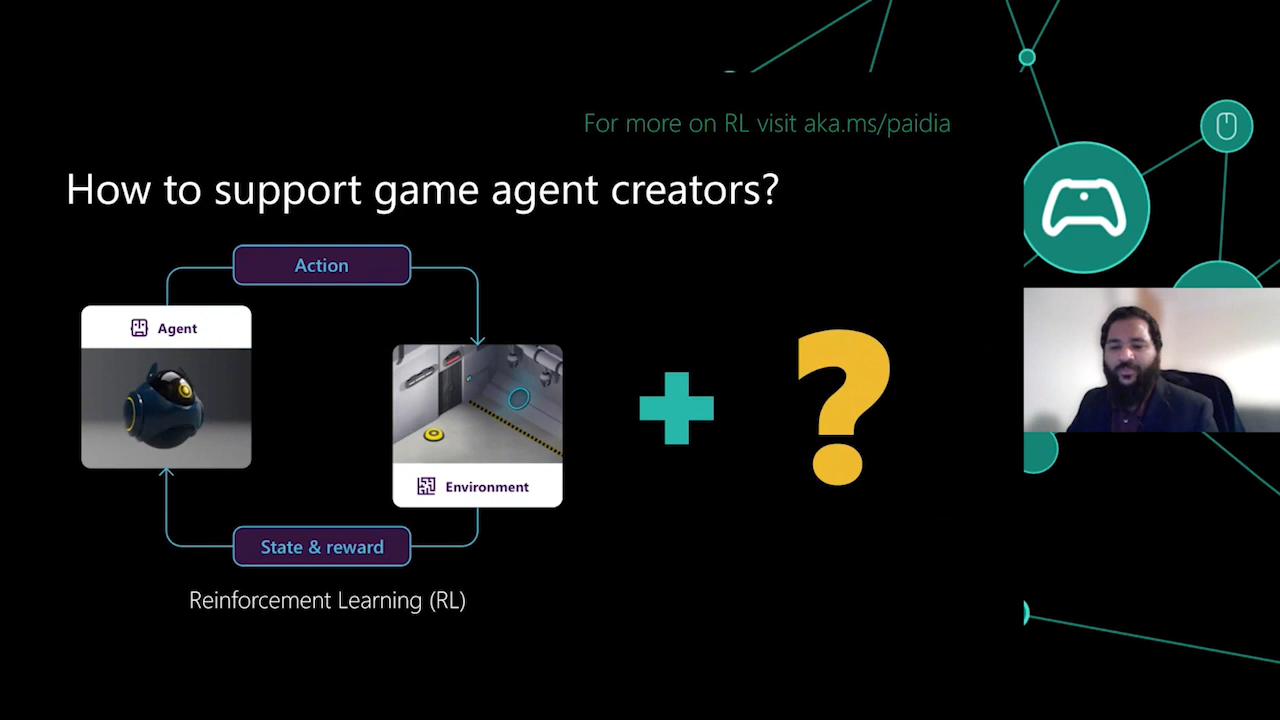 For more on RL visit aka.ms/paidia
How to support game agent creators?
Action
Agent
Environment
State & reward
Reinforcement Learning (RL)